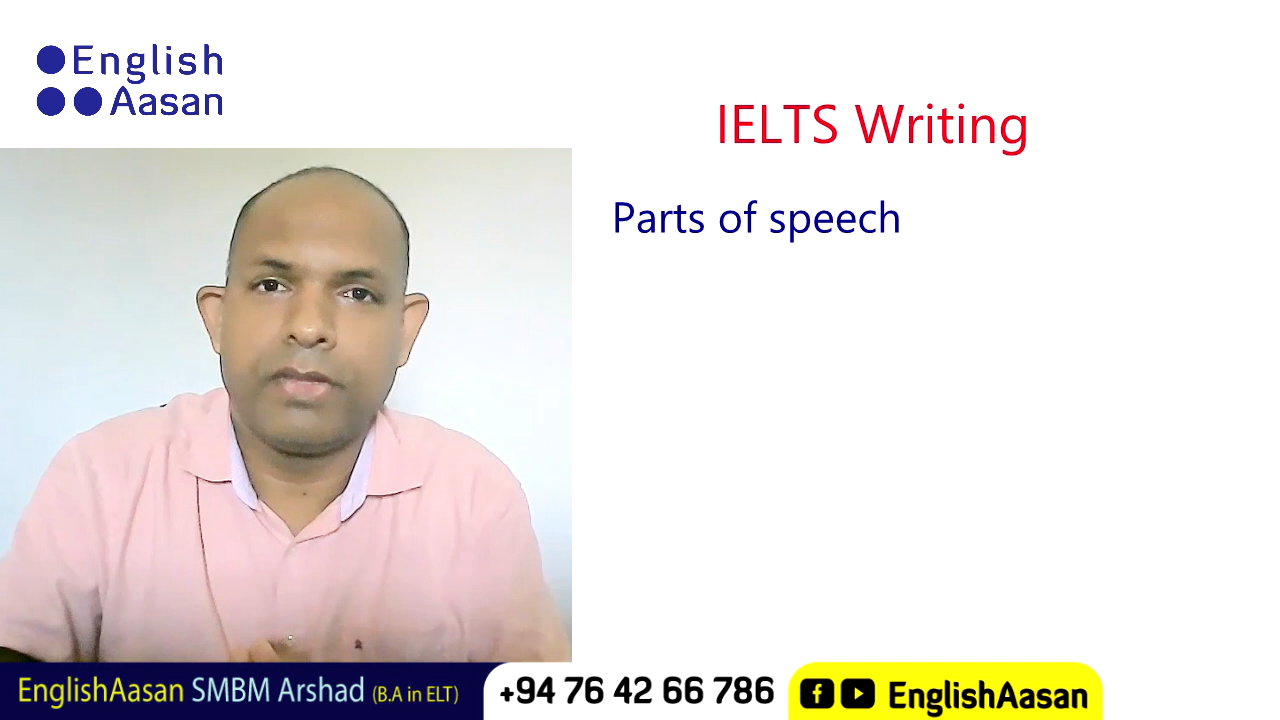 English
Aasan
IELTS Writing
Parts of speech
EnglishAasan SMBM Arshad (B.A in ELT)
+94 76 42 66 786
EnglishAasan